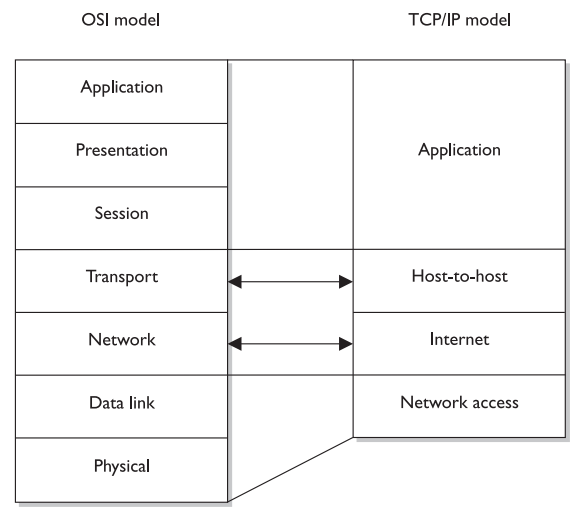 OSI model
TCP/IP model
Application
Presentation
Session
Transport
Network
Data link
Physical
Application
Host-to-host
Internet
Network access